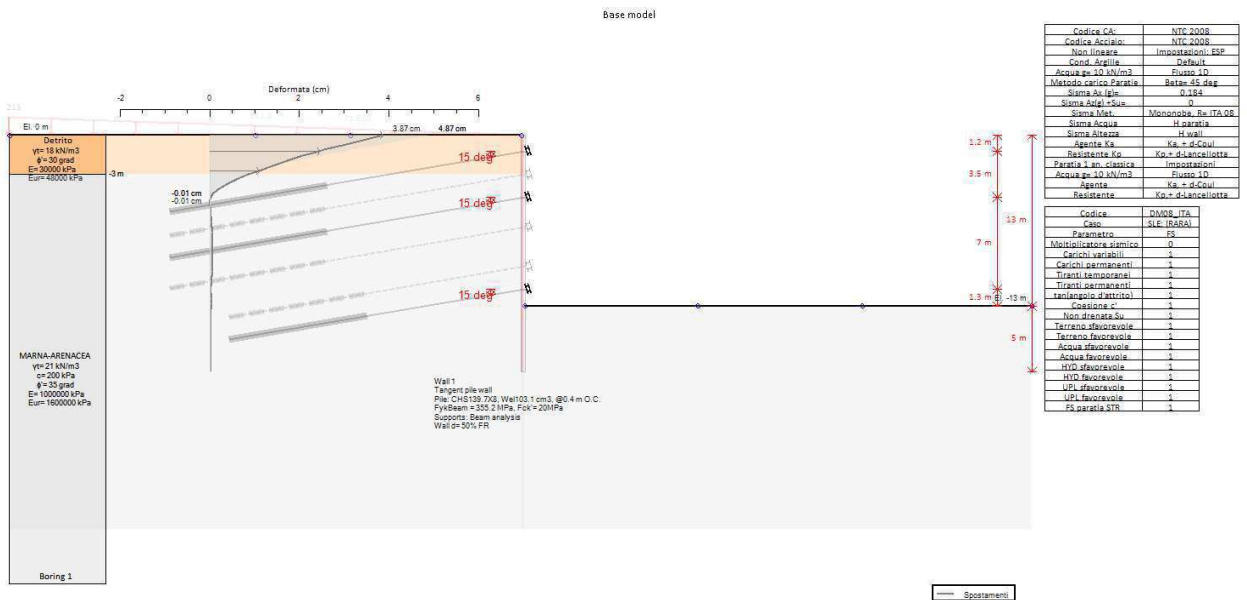 Base model
Deformata (cm)
-2 0 2 4 6
El. 0 m
3.87 cm 4.87 cm
Detrito
γt= 18 kN/m3
ϕ'= 30 grad
E= 30000 kPa
Eur= 48000 kPa
-3 m
-0.01 cm
-0.01 cm
15 deg
15 deg
15 deg
1.2 m
3.5 m
13 m
7 m
1.3 m
El. -13 m
5 m
MARNA-ARENACEA
γt= 21 kN/m3
c= 200 kPa
ϕ'= 35 grad
E= 1000000 kPa
Eur= 1600000 kPa
Boring 1
Wall 1
Tangent pile wall
Pile: CHS139.7X8, Wel103.1 cm3, @0.4 m O.C.
FykBeam = 355.2 MPa, Fck'= 20MPa
Supports: Beam analysis
Wall d= 50% FR
Codice CA: NTC 2008
Codice Acciaio: NTC 2008
Non lineare Impostazioni: ESP
Cond. Argille Default
Acqua g= 10 kN/m3 Flusso 1D
Metodo carico Paratie Beta= 45 deg
Sisma Ax (g)= 0.184
Sisma Az(g) +Su= 0
Sisma Met. Mononobe, R= ITA 08
Sisma Acqua H paratia
Sisma Altezza H wall
Agente Ka Ka, + d-Coul
Resistente Kp Kp,+ d-Lancellotta
Paratia 1 an. classica Impostazioni
Acqua g= 10 kN/m3 Flusso 1D
Agente Ka, + d-Coul
Resistente Kp,+ d-Lancellotta
Codice DM08_ITA
Caso SLE: (RARA)
Parametro FS
Moltiplicatore sismico 0
Carichi variabili 1
Carichi permanenti 1
Tiranti temporanei 1
Tiranti permanenti 1
tan(angolo d'attrito) 1
Coesione c' 1
Non drenata Su 1
Terreno sfavorevole 1
Terreno favorevole 1
Acqua sfavorevole 1
Acqua favorevole 1
HYD sfavorevole 1
HYD favorevole 1
UPL sfavorevole 1
UPL favorevole 1
FS paratia STR 1
Spostamenti